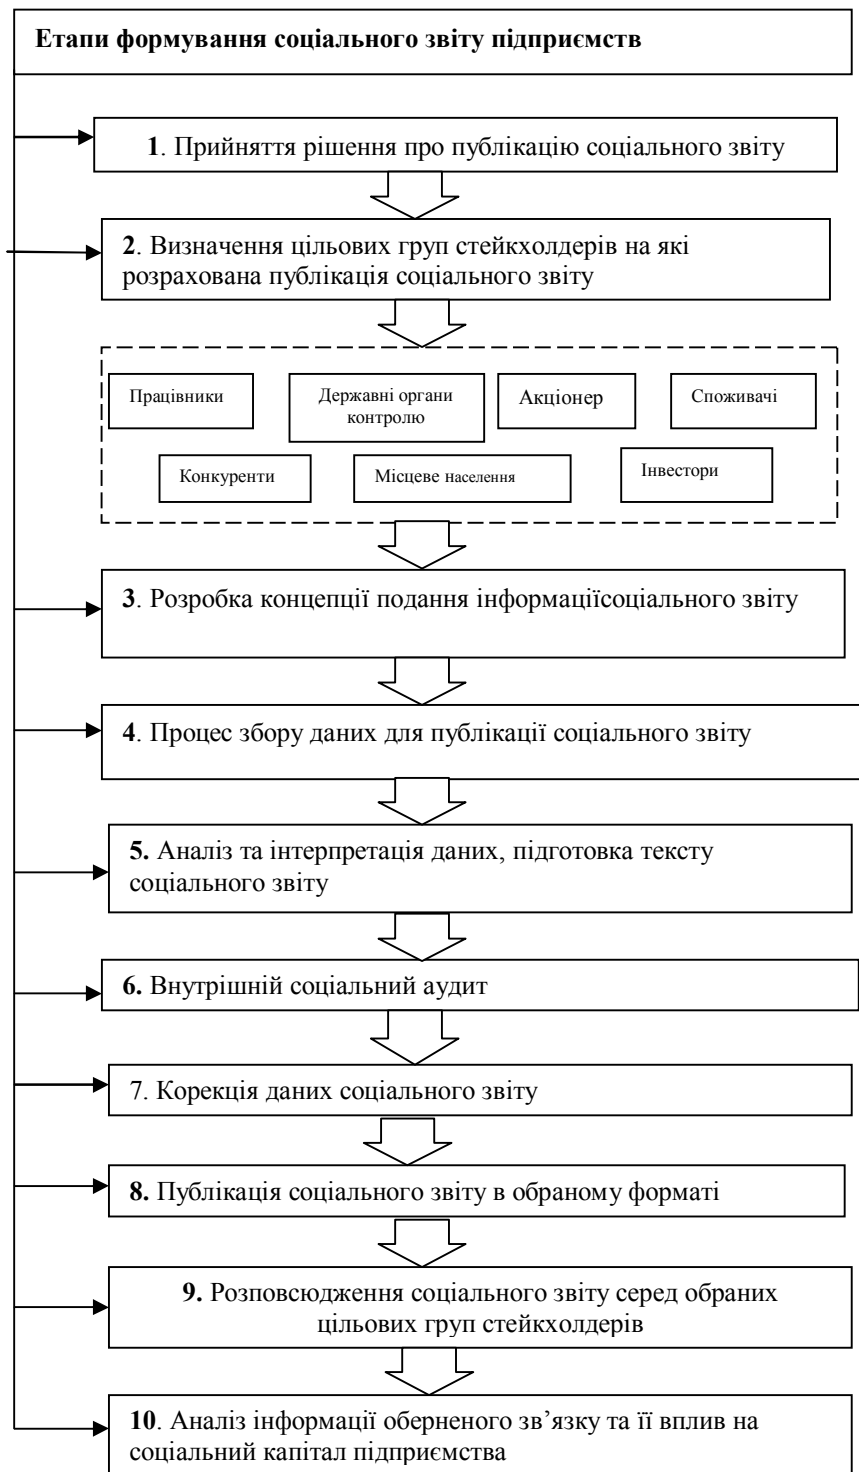 Етапи формування соціального звіту підприємств
1. Прийняття рішення про публікацію соціального звіту
2. Визначення цільових груп стейкхолдерів на які
розрахована публікація соціального звіту
Працівники
Державні органи
контролю
Акціонер
Споживачі
Конкуренти
Місцеве населення
Інвестори
3. Розробка концепції подання інформаціїсоціального звіту
4. Процес збору даних для публікації соціального звіту
5. Аналіз та інтерпретація даних, підготовка тексту
соціального звіту
6. Внутрішній соціальний аудит
7. Корекція даних соціального звіту
8. Публікація соціального звіту в обраному форматі
9. Розповсюдження соціального звіту серед обраних
цільових груп стейкхолдерів
10. Аналіз інформації оберненого зв’язку та її вплив на
соціальний капітал підприємства